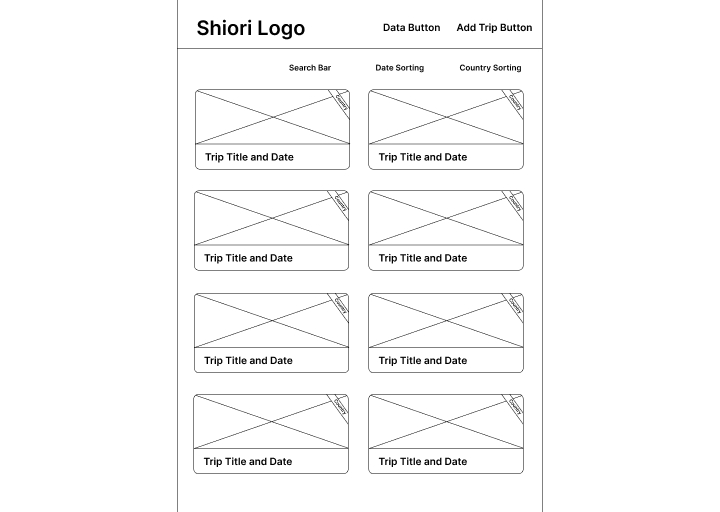 Shiori Logo
Data Button
Add Trip Button
Search Bar
Date Sorting
Country Sorting
Country
Country
Trip Title and Date
Trip Title and Date
Country
Country
Trip Title and Date
Trip Title and Date
Country
Country
Trip Title and Date
Trip Title and Date
Country
Country
Trip Title and Date
Trip Title and Date